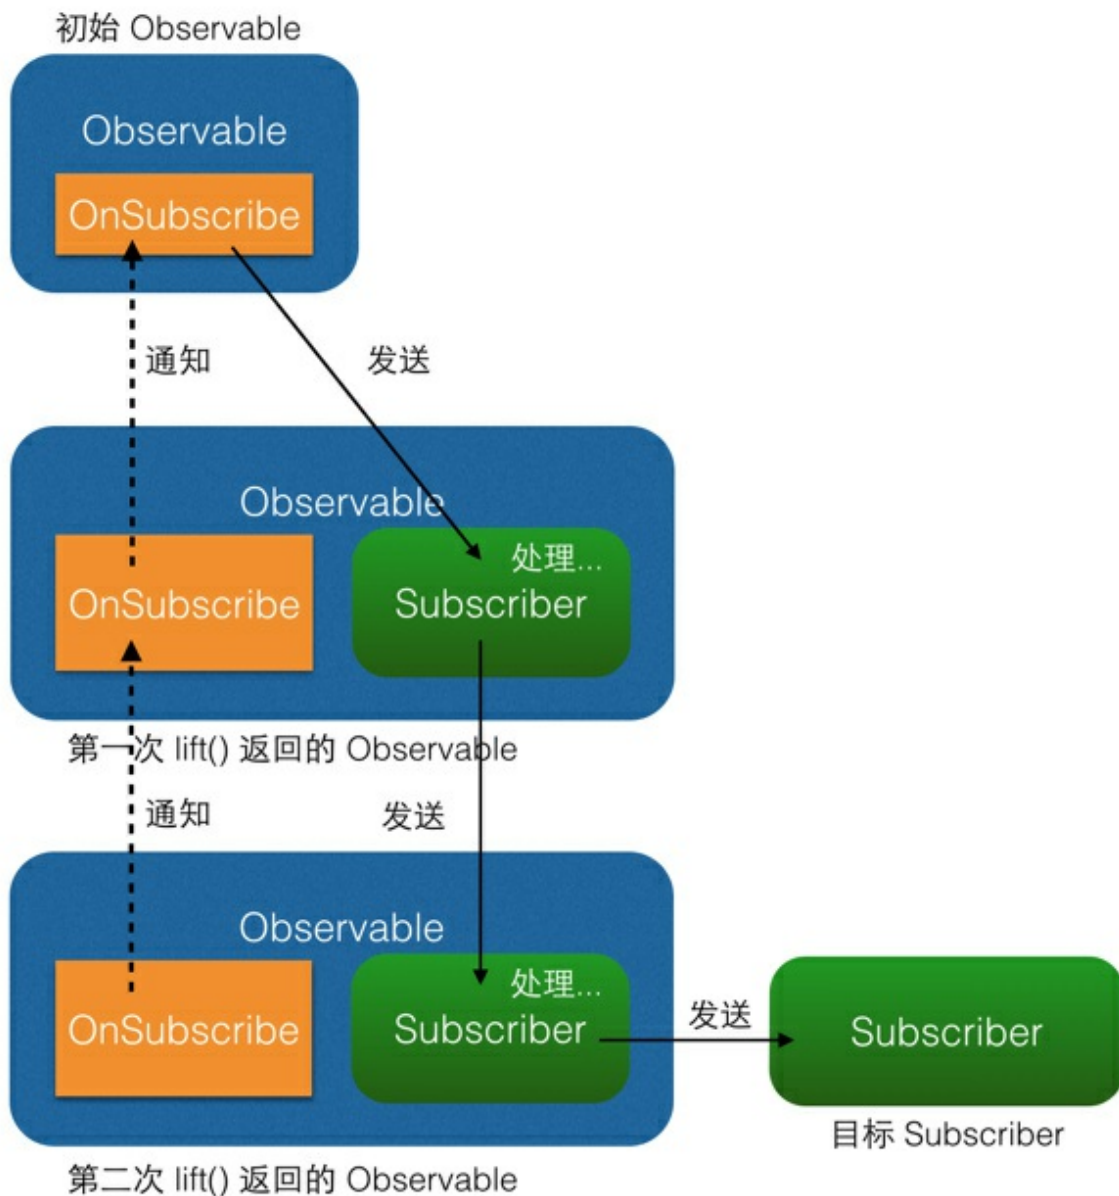 初始 Observable
Observable
OnSubscribe
通知
发送
Observable
处理...
OnSubscribe
Subscriber
第一次 lift() 返回的 Observable
通知
发送
Observable
处理...
OnSubscribe
Subscriber
发送
Subscriber
目标 Subscriber
第二次 lift() 返回的 Observable